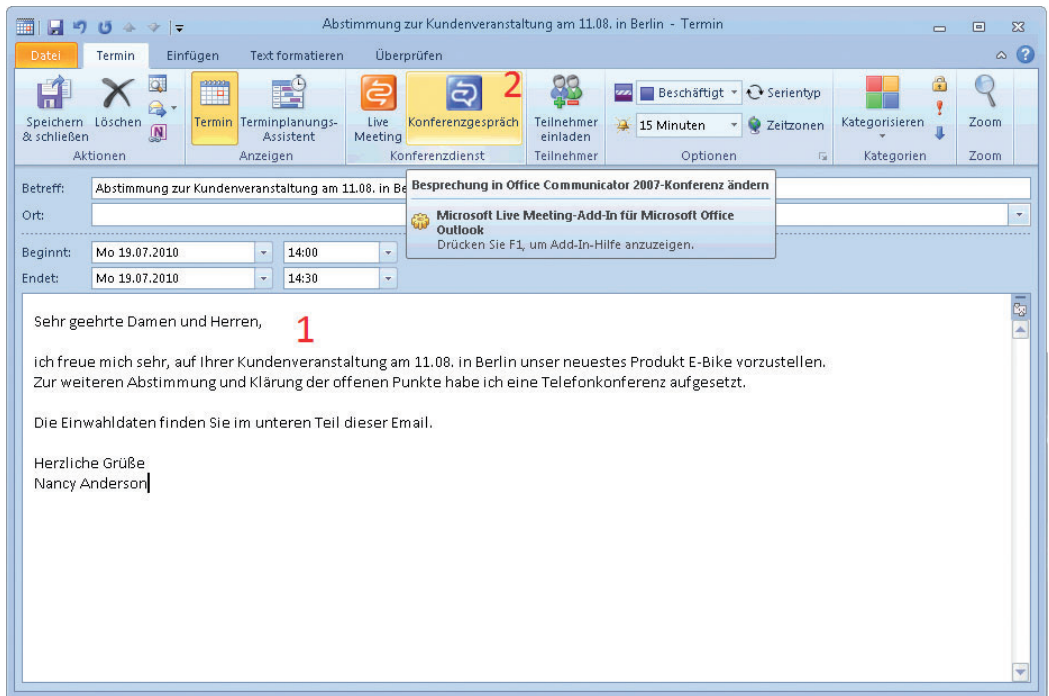 Abstimmung zur Kundenveranstaltung am 11.08. in Berlin - Termin
Datei Termin Einfügen Text formatieren Überprüfen
2
Speichern & schließen
Löschen
Termin
Terminplanungs-Assistent
Live Meeting
Konferenzgespräch
Teilnehmer einladen
Beschäftigt
Serientyp
15 Minuten
Zeitzonen
Kategorisieren
Zoom
Aktionen Anzeigen Konferenzdienst Teilnehmer Optionen Kategorien Zoom
Betreff: Abstimmung zur Kundenveranstaltung am 11.08. in Be
Besprechung in Office Communicator 2007-Konferenz ändern
Microsoft Live Meeting-Add-In für Microsoft Office
Outlook
Drücken Sie F1, um Add-In-Hilfe anzuzeigen.
Ort:
Beginnt: Mo 19.07.2010 14:00
Endet: Mo 19.07.2010 14:30
Sehr geehrte Damen und Herren,
1
ich freue mich sehr, auf Ihrer Kundenveranstaltung am 11.08. in Berlin unser neuestes Produkt E-Bike vorzustellen.
Zur weiteren Abstimmung und Klärung der offenen Punkte habe ich eine Telefonkonferenz aufgesetzt.
Die Einwahldaten finden Sie im unteren Teil dieser Email.
Herzliche Grüße
Nancy Anderson